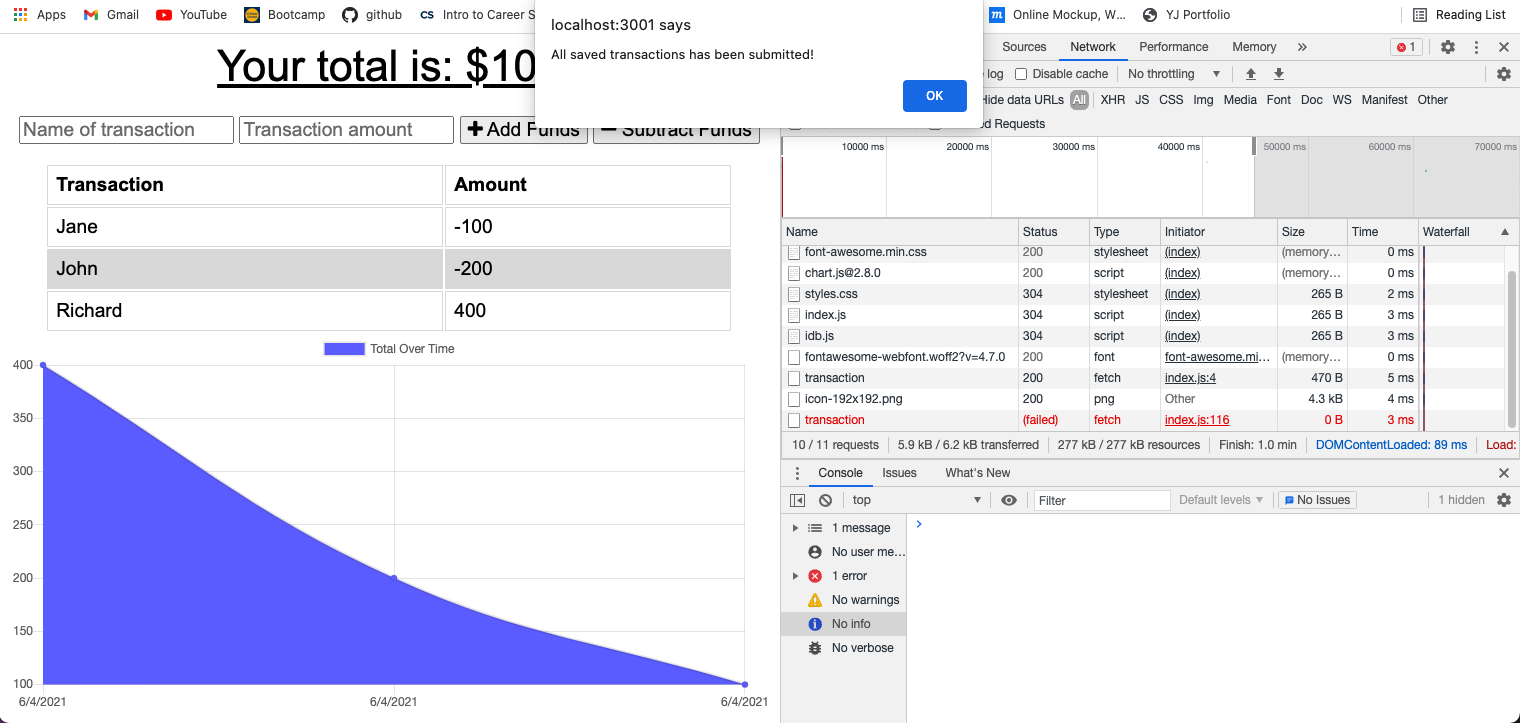 Apps Gmail YouTube Bootcamp github Intro to Career S Online Mockup, W... YJ Portfolio Reading List
localhost:3001 says
All saved transactions has been submitted!
OK
Your total is: $10
Name of transaction Transaction amount Add Funds Subtract Funds
Transaction Amount
Jane -100
John -200
Richard 400
Total Over Time
400
350
300
250
200
150
100
6/4/2021 6/4/2021 6/4/2021
Sources Network Performance Memory 1
log Disable cache No throttling
Hide data URLs All XHR JS CSS Img Media Font Doc WS Manifest Other
d Requests
10000 ms 20000 ms 30000 ms 40000 ms 50000 ms 60000 ms 70000 ms
Name Status Type Initiator Size Time Waterfall
font-awesome.min.css 200 stylesheet (index) (memory... 0 ms
chart.js@2.8.0 200 script (index) (memory... 0 ms
styles.css 304 stylesheet (index) 265 B 2 ms
index.js 304 script (index) 265 B 3 ms
idb.js 304 script (index) 265 B 3 ms
fontawesome-webfont.woff2?v=4.7.0 200 font font-awesome.mi... (memory... 0 ms
transaction 200 fetch index.js:4 470 B 5 ms
icon-192x192.png 200 png Other 4.3 kB 4 ms
transaction (failed) fetch index.js:116 0 B 3 ms
10 / 11 requests 5.9 kB / 6.2 kB transferred 277 kB / 277 kB resources Finish: 1.0 min DOMContentLoaded: 89 ms Load:
Console Issues What's New
top Filter Default levels No Issues 1 hidden
1 message
No user me...
1 error
No warnings
No info
No verbose